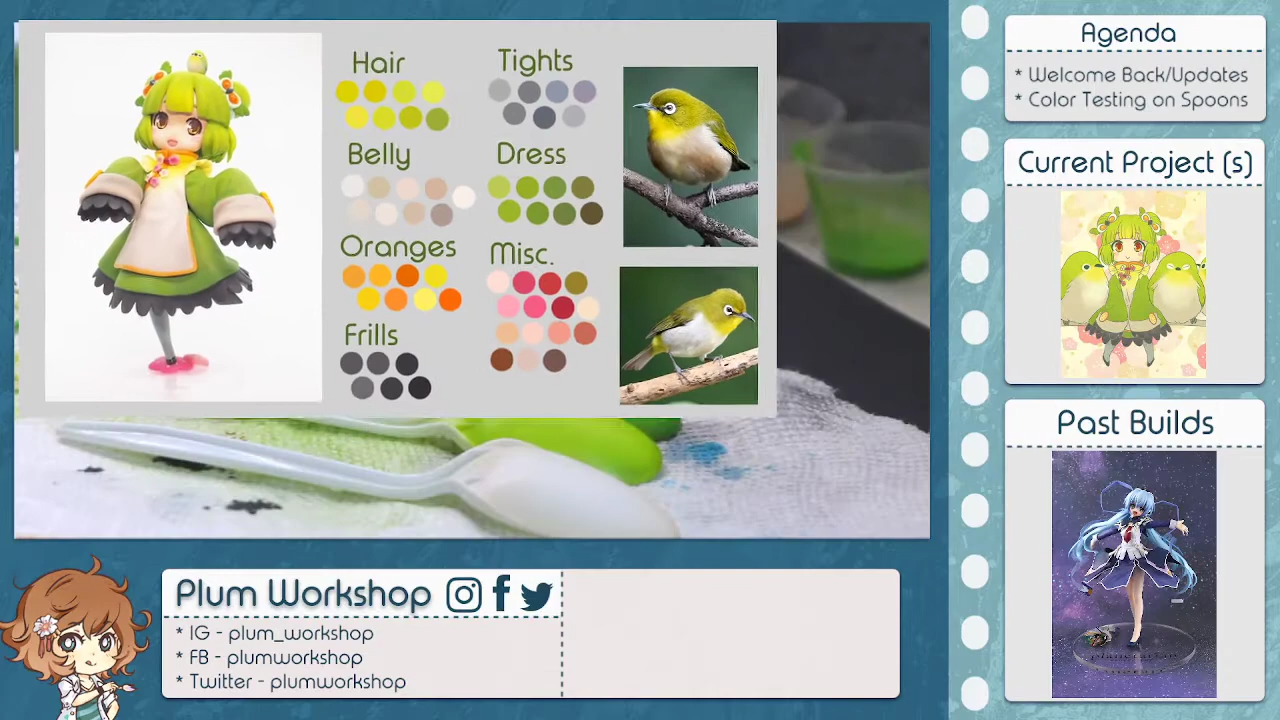 Hair
Tights
Belly
Dress
Oranges
Misc.
Frills
Agenda
* Welcome Back/Updates
* Color Testing on Spoons
Current Project (s)
Past Builds
Plum Workshop
* IG - plum_workshop
* FB - plumworkshop
* Twitter - plumworkshop